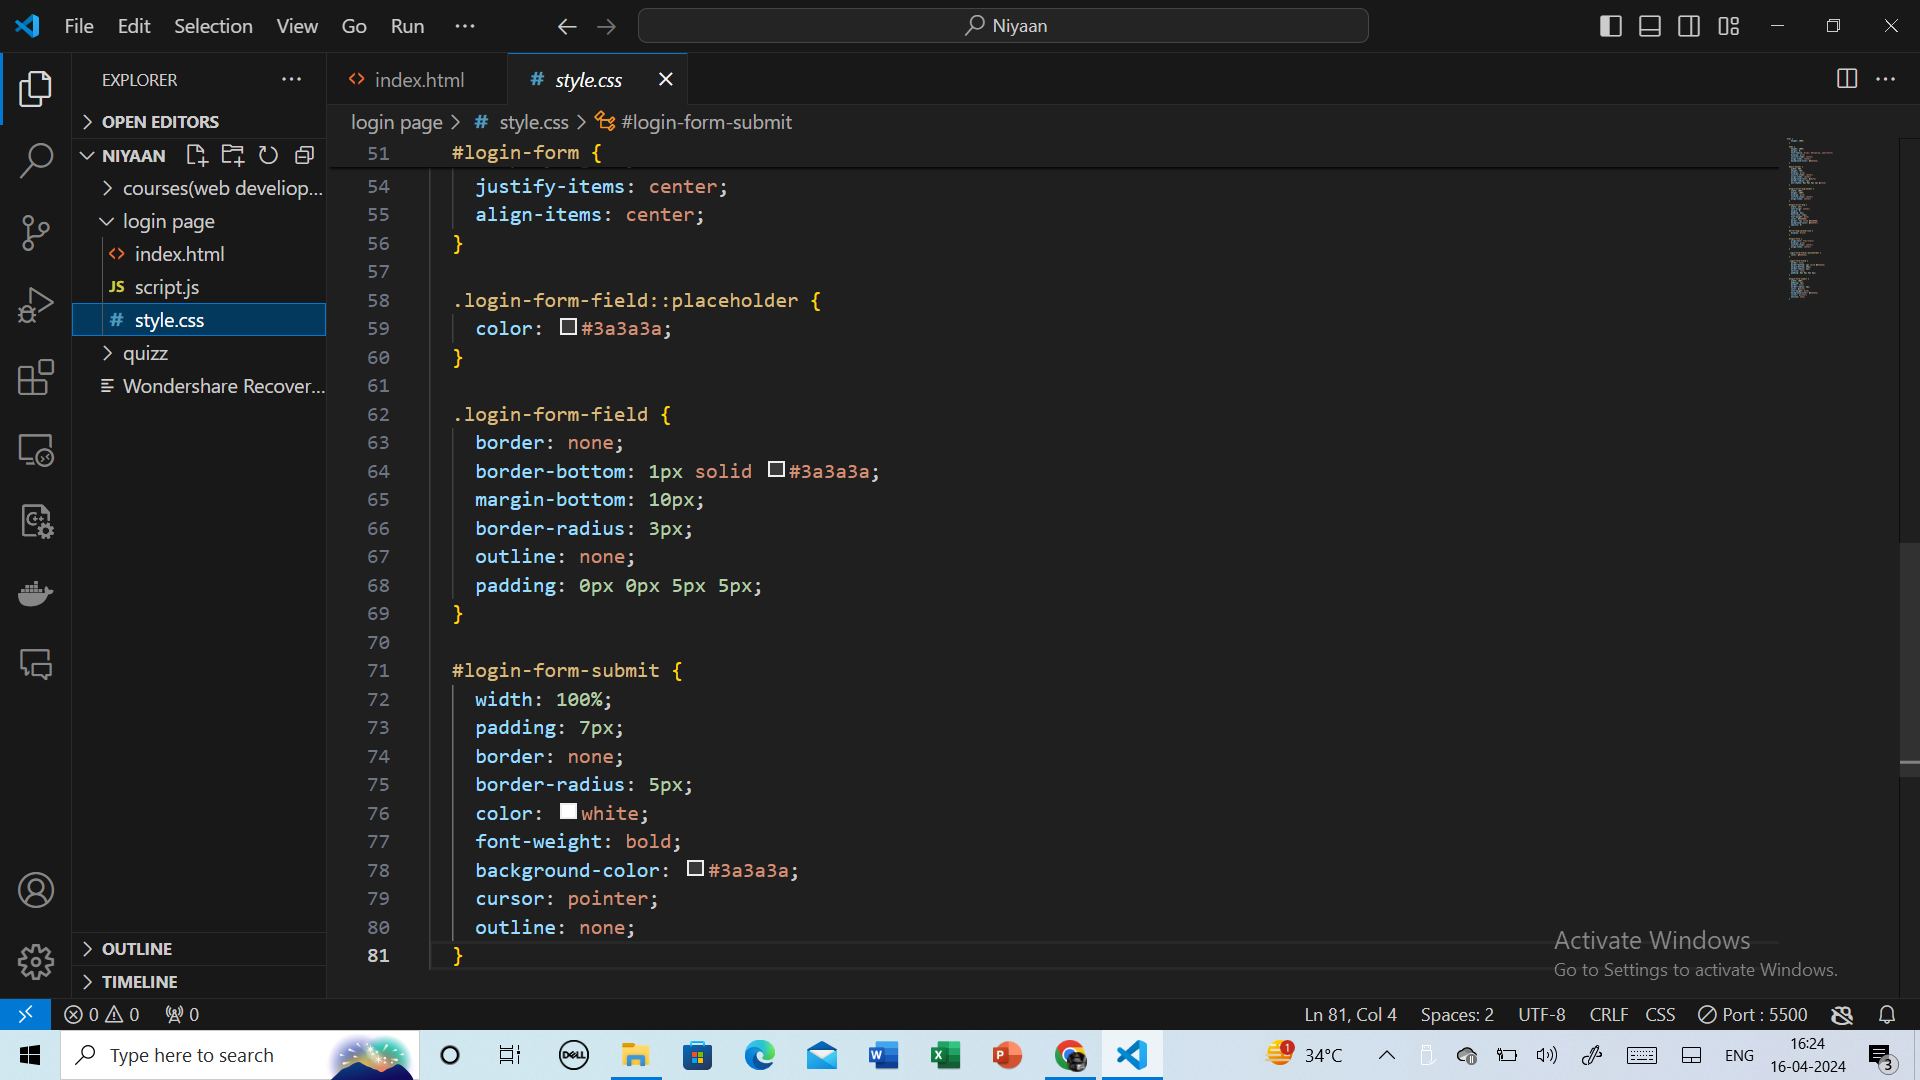 File Edit Selection View Go Run ···
Niyaan
EXPLORER ···
index.html
# style.css
OPEN EDITORS
login page > # style.css > #login-form-submit
NIYAAN
courses(web develiop...
login page
<> index.html
JS script.js
# style.css
quizz
Wondershare Recover...
51 #login-form {
54 justify-items: center;
55 align-items: center;
56 }
57
58 .login-form-field::placeholder {
59 color: #3a3a3a;
60 }
61
62 .login-form-field {
63 border: none;
64 border-bottom: 1px solid #3a3a3a;
65 margin-bottom: 10px;
66 border-radius: 3px;
67 outline: none;
68 padding: 0px 0px 5px 5px;
69 }
70
71 #login-form-submit {
72 width: 100%;
73 padding: 7px;
74 border: none;
75 border-radius: 5px;
76 color: white;
77 font-weight: bold;
78 background-color: #3a3a3a;
79 cursor: pointer;
80 outline: none;
81 }
OUTLINE
TIMELINE
Activate Windows
Go to Settings to activate Windows.
0 0 0
Ln 81, Col 4 Spaces: 2 UTF-8 CRLF CSS Port : 5500
Type here to search
DELL
1 34°C
ENG
16:24
16-04-2024
3